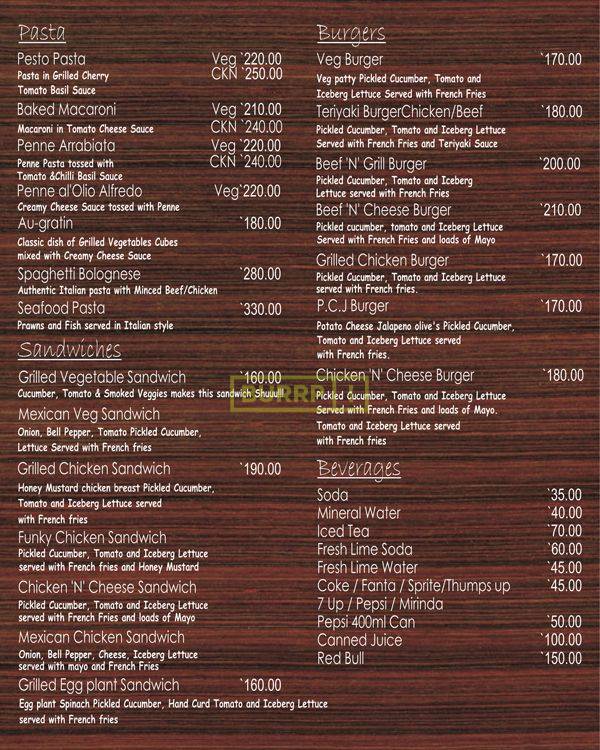 Pasta
Pesto Pasta Veg `220.00
Pasta in Grilled Cherry CKN `250.00
Tomato Basil Sauce
Baked Macaroni Veg `210.00
Macaroni in Tomato Cheese Sauce CKN `240.00
Penne Arrabiata Veg `220.00
Penne Pasta tossed with CKN `240.00
Tomato &Chilli Basil Sauce
Penne al'Olio Alfredo Veg`220.00
Creamy Cheese Sauce tossed with Penne
Au-gratin `180.00
Classic dish of Grilled Vegetables Cubes
mixed with Creamy Cheese Sauce
Spaghetti Bolognese `280.00
Authentic Italian pasta with Minced Beef/Chicken
Seafood Pasta `330.00
Prawns and Fish served in Italian style
Sandwiches
Grilled Vegetable Sandwich `160.00
Cucumber, Tomato & Smoked Veggies makes this sandwich Shuuu!!!
Mexican Veg Sandwich
Onion, Bell Pepper, Tomato Pickled Cucumber,
Lettuce Served with French fries
Grilled Chicken Sandwich `190.00
Honey Mustard chicken breast Pickled Cucumber,
Tomato and Iceberg Lettuce served
with French fries
Funky Chicken Sandwich
Pickled Cucumber, Tomato and Iceberg Lettuce
served with French fries and Honey Mustard
Chicken 'N' Cheese Sandwich
Pickled Cucumber, Tomato and Iceberg Lettuce
served with French fries and loads of Mayo
Mexican Chicken Sandwich
Onion, Bell Pepper, Cheese, Iceberg Lettuce
served with mayo and French Fries
Grilled Egg plant Sandwich `160.00
Egg plant Spinach Pickled Cucumber, Hand Curd Tomato and Iceberg Lettuce
served with French fries
Burgers
Veg Burger `170.00
Veg patty Pickled Cucumber, Tomato and
Iceberg Lettuce Served with French Fries
Teriyaki BurgerChicken/Beef `180.00
Pickled Cucumber, Tomato and Iceberg Lettuce
Served with French Fries and Teriyaki Sauce
Beef 'N' Grill Burger `200.00
Pickled Cucumber, Tomato and Iceberg
Lettuce served with French Fries
Beef 'N' Cheese Burger `210.00
Pickled cucumber, tomato and Iceberg Lettuce
Served with French Fries and loads of Mayo
Grilled Chicken Burger `170.00
Pickled Cucumber, Tomato and Iceberg Lettuce
served with French fries.
P.C.J Burger `170.00
Potato Cheese Jalapeno olive's Pickled Cucumber,
Tomato and Iceberg Lettuce served
with French fries.
Chicken 'N' Cheese Burger `180.00
Pickled Cucumber, Tomato and Iceberg Lettuce
Served with French Fries and loads of Mayo.
Tomato and Iceberg Lettuce served
with French fries
Beverages
Soda `35.00
Mineral Water `40.00
Iced Tea `70.00
Fresh Lime Soda `60.00
Fresh Lime Water `45.00
Coke / Fanta / Sprite/Thumps up `45.00
7 Up / Pepsi / Mirinda
Pepsi 400ml Can `50.00
Canned Juice `100.00
Red Bull `150.00